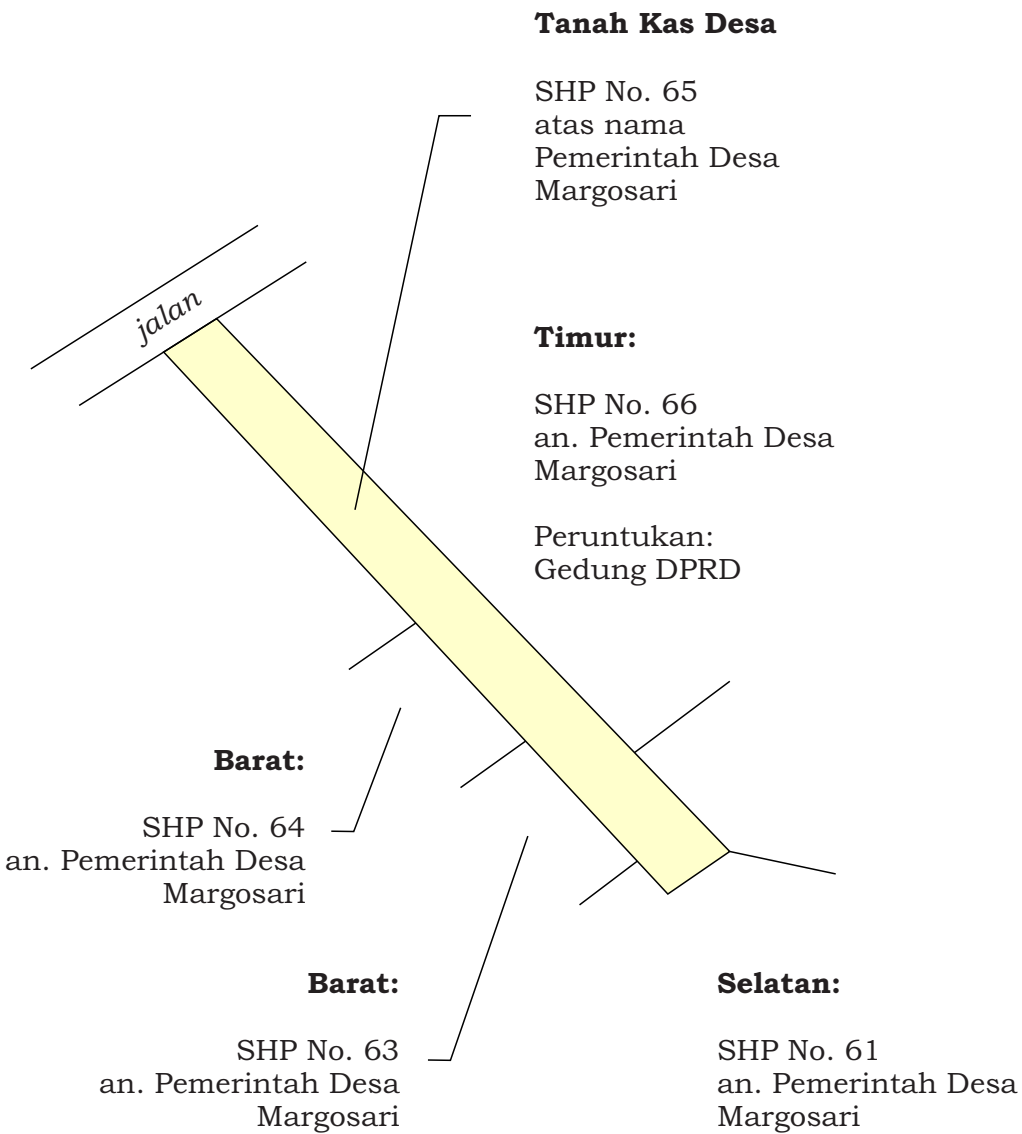 Tanah Kas Desa
SHP No. 65
atas nama
Pemerintah Desa
Margosari
jalan
Timur:
SHP No. 66
an. Pemerintah Desa
Margosari
Peruntukan:
Gedung DPRD
Barat:
SHP No. 64
an. Pemerintah Desa
Margosari
Barat:
SHP No. 63
an. Pemerintah Desa
Margosari
Selatan:
SHP No. 61
an. Pemerintah Desa
Margosari